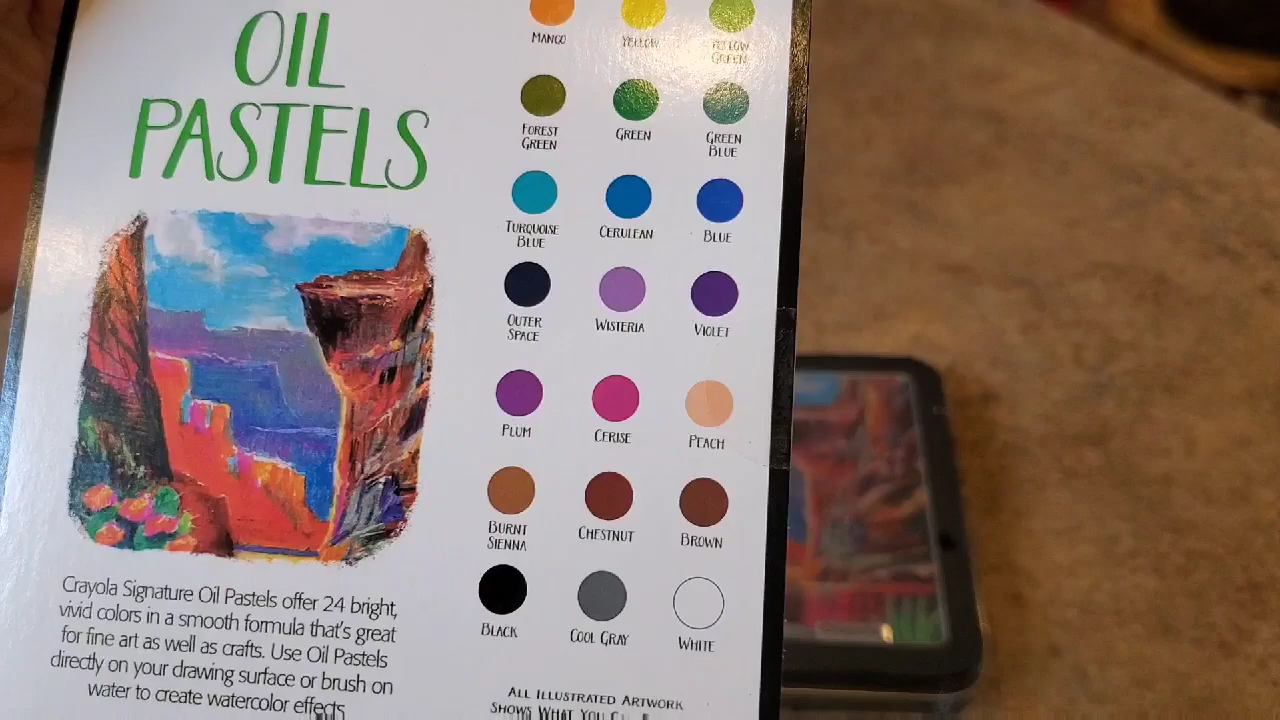 OIL
PASTELS
Crayola Signature Oil Pastels offer 24 bright,
vivid colors in a smooth formula that's great
for fine art as well as crafts. Use Oil Pastels
directly on your drawing surface or brush on
water to create watercolor effects
MANGO
YELLOW
YELLOW
GREEN
FOREST
GREEN
GREEN
GREEN
BLUE
TURQUOISE
BLUE
CERULEAN
BLUE
OUTER
SPACE
WISTERIA
VIOLET
PLUM
CERISE
PEACH
BURNT
SIENNA
CHESTNUT
BROWN
BLACK
COOL GRAY
WHITE
ALL ILLUSTRATED ARTWORK
SHOWS WHAT YOU